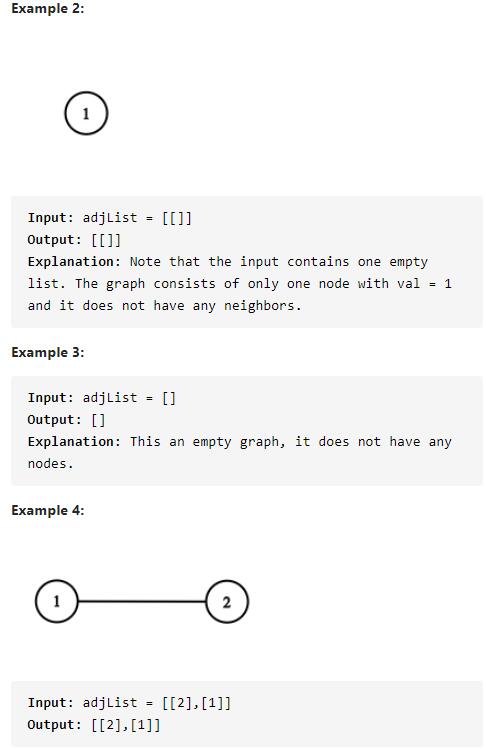 Example 2:
1
Input: adjList = [[]]
Output: [[]]
Explanation: Note that the input contains one empty
list. The graph consists of only one node with val = 1
and it does not have any neighbors.
Example 3:
Input: adjList = []
Output: []
Explanation: This an empty graph, it does not have any
nodes.
Example 4:
1 2
Input: adjList = [[2],[1]]
Output: [[2],[1]]